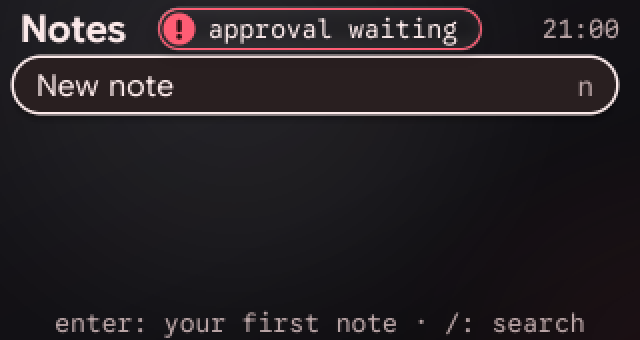 Notes ! approval waiting 21:00
New note n
enter: your first note · /: search